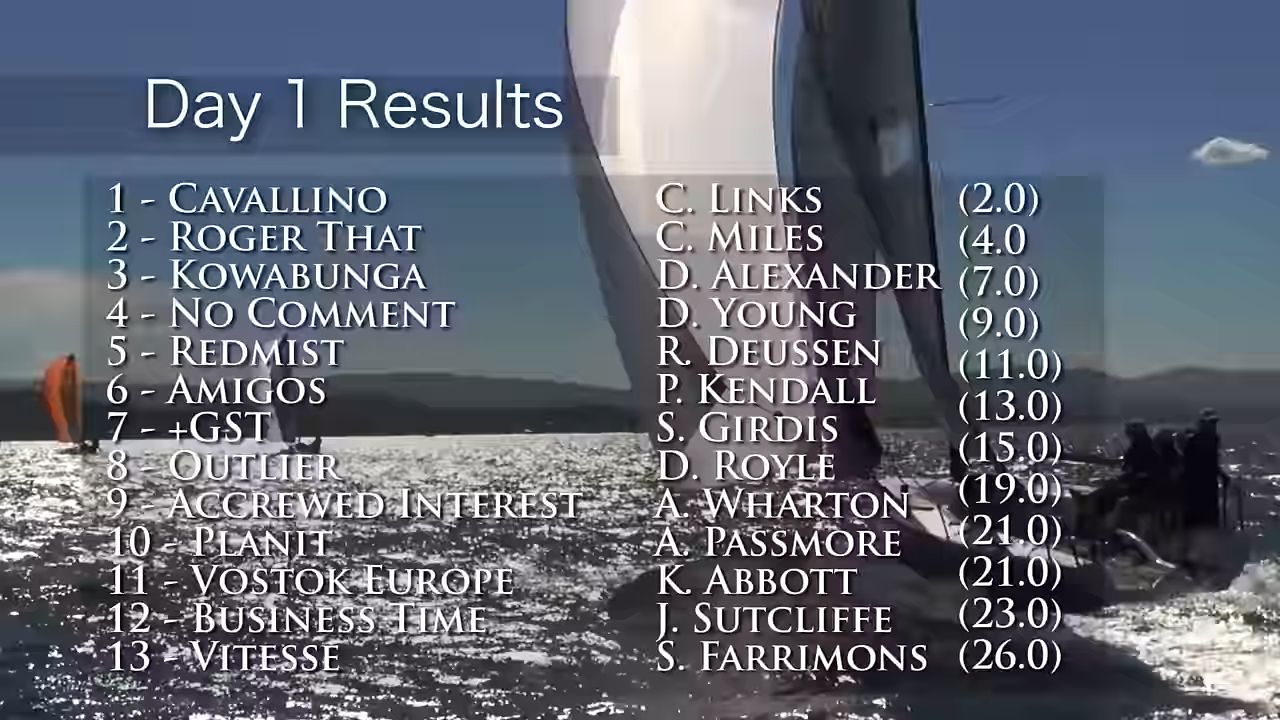 Day 1 Results
1 - Cavallino
2 - Roger That
3 - Kowabunga
4 - No Comment
5 - Redmist
6 - Amigos
7 - +GST
8 - Outlier
9 - Accrewed Interest
10 - Planit
11 - Vostok Europe
12 - Business Time
13 - Vitesse
C. Links
C. Miles
D. Alexander
D. Young
R. Deussen
P. Kendall
S. Girdis
D. Royle
A. Wharton
A. Passmore
K. Abbott
J. Sutcliffe
S. Farrimons
(2.0)
(4.0
(7.0)
(9.0)
(11.0)
(13.0)
(15.0)
(19.0)
(21.0)
(21.0)
(23.0)
(26.0)